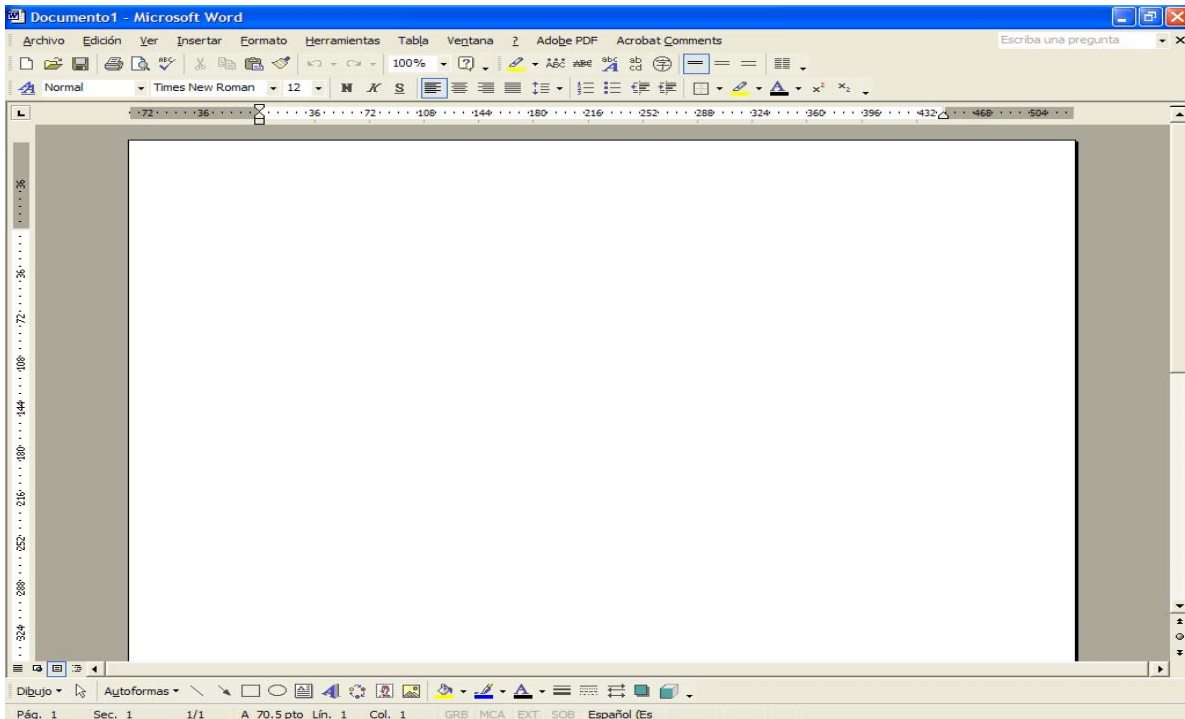 Documento1 - Microsoft Word
Archivo Edición Ver Insertar Formato Herramientas Tabla Ventana ? Adobe PDF Acrobat Comments Escriba una pregunta
100%
Normal Times New Roman 12 N K S
72 36 36 72 108 144 180 216 252 288 324 360 396 432 468 504
36
36
72
108
144
180
216
252
288
324
Dibujo Autoformas
Pág. 1 Sec. 1 1/1 A 70.5 pto Lín. 1 Col. 1 GRB MCA EXT SOB Español (Es